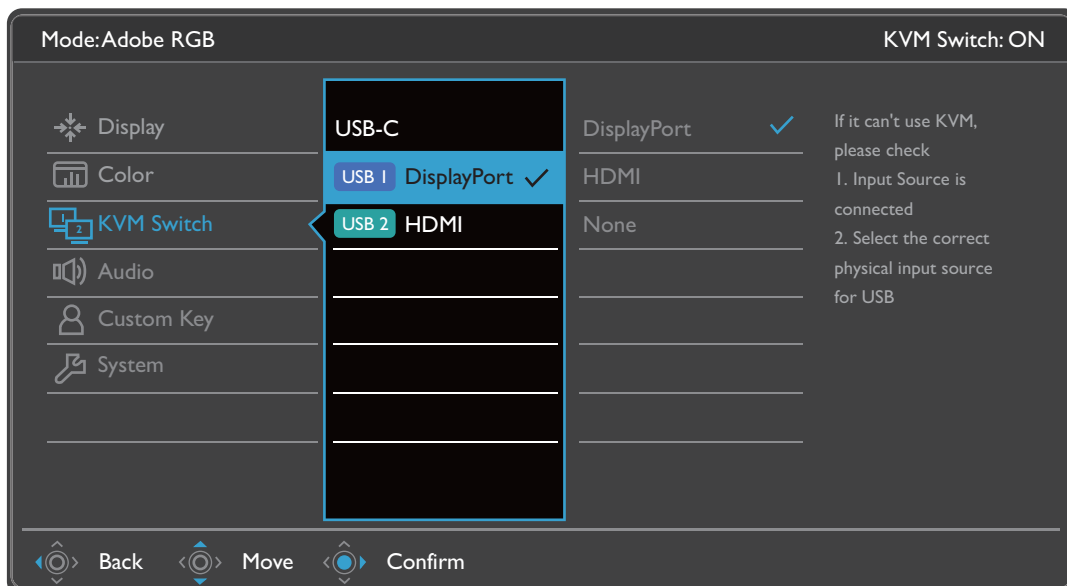 Mode: Adobe RGB
KVM Switch: ON
Display
Color
1 2 KVM Switch
Audio
Custom Key
System
USB-C
USB 1 DisplayPort
USB 2 HDMI
DisplayPort
HDMI
None
If it can't use KVM,
please check
1. Input Source is
connected
2. Select the correct
physical input source
for USB
Back Move Confirm